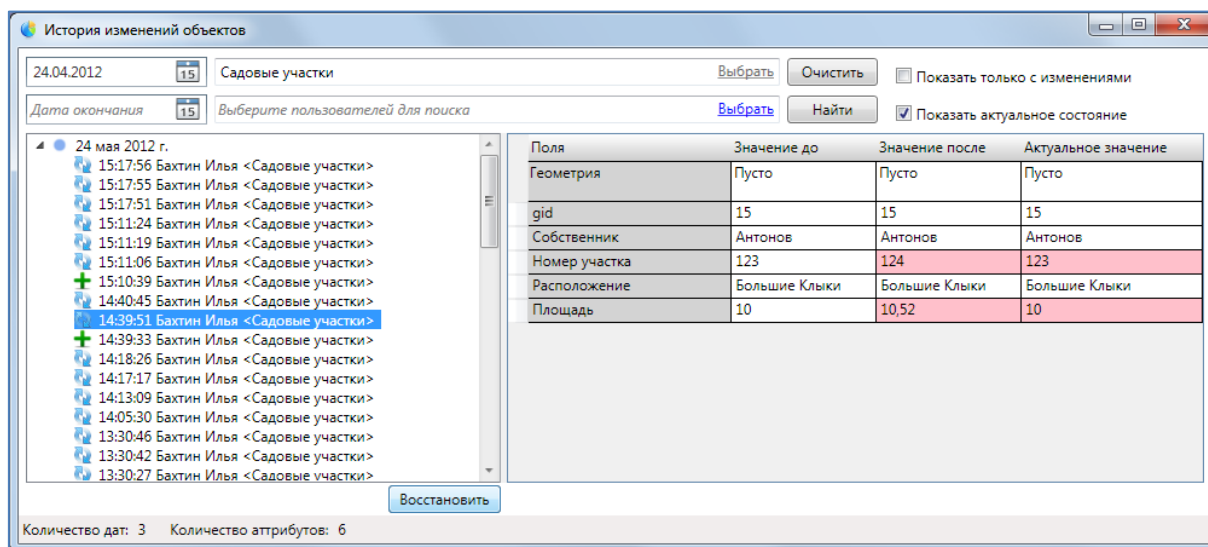 История изменений объектов
24.04.2012 15 Садовые участки Выбрать Очистить Показать только с изменениями
Дата окончания 15 Выберите пользователей для поиска Выбрать Найти Показать актуальное состояние
24 мая 2012 г.
15:17:56 Бахтин Илья <Садовые участки>
15:17:55 Бахтин Илья <Садовые участки>
15:17:51 Бахтин Илья <Садовые участки>
15:11:24 Бахтин Илья <Садовые участки>
15:11:19 Бахтин Илья <Садовые участки>
15:11:06 Бахтин Илья <Садовые участки>
15:10:39 Бахтин Илья <Садовые участки>
14:40:45 Бахтин Илья <Садовые участки>
14:39:51 Бахтин Илья <Садовые участки>
14:39:33 Бахтин Илья <Садовые участки>
14:18:26 Бахтин Илья <Садовые участки>
14:17:17 Бахтин Илья <Садовые участки>
14:13:09 Бахтин Илья <Садовые участки>
14:05:30 Бахтин Илья <Садовые участки>
13:30:46 Бахтин Илья <Садовые участки>
13:30:42 Бахтин Илья <Садовые участки>
13:30:27 Бахтин Илья <Садовые участки>
Поля Значение до Значение после Актуальное значение
Геометрия Пусто Пусто Пусто
gid 15 15 15
Собственник Антонов Антонов Антонов
Номер участка 123 124 123
Расположение Большие Клыки Большие Клыки Большие Клыки
Площадь 10 10,52 10
Восстановить
Количество дат: 3 Количество аттрибутов: 6